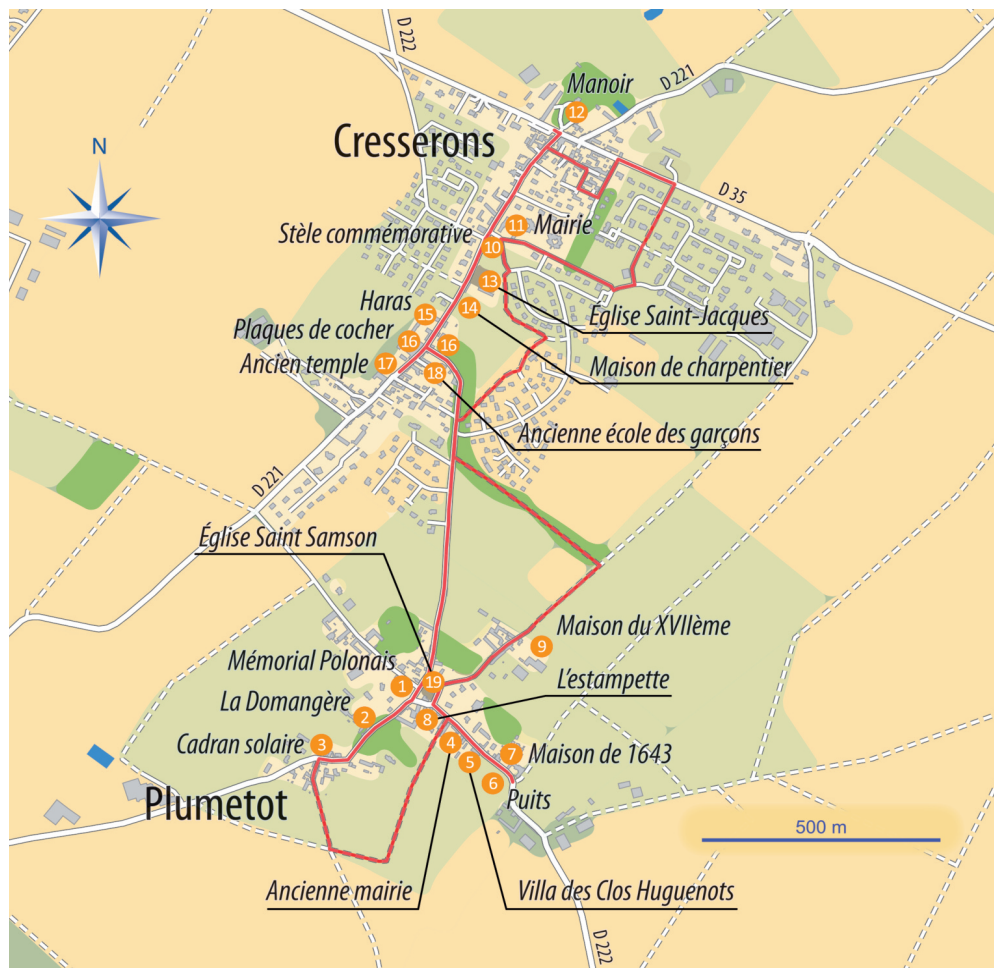 D 222
Manoir
D 221
12
Cresserons
N
D 35
11
Mairie
Stèle commémorative
10
13
Haras
15
14
Église Saint-Jacques
Plaques de cocher
16
16
Ancien temple
17
18
Maison de charpentier
Ancienne école des garçons
D 221
Église Saint Samson
Maison du XVIIème
9
Mémorial Polonais
1
19
L'estampette
La Domangère
2
8
Cadran solaire
3
4
5
7
Maison de 1643
6
Puits
Plumetot
500 m
Ancienne mairie
Villa des Clos Huguenots
D 222